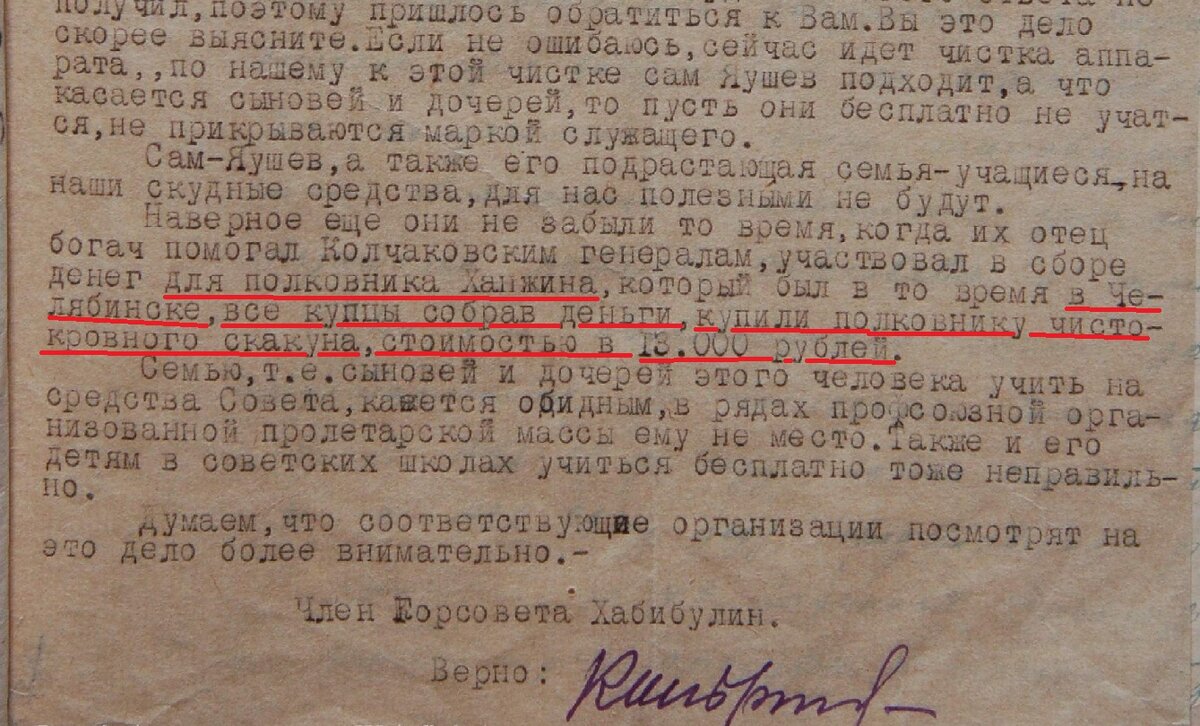 получил,поэтому пришлось обратиться к Вам.Вы это дело
скорее выясните.Если не ошибаюсь,сейчас идет чистка аппа-
рата,,по нашему к этой чистке сам Яушев подходит,а что
касается сыновей и дочерей,то пусть они бесплатно не учат-
ся,не прикрываются маркой служащего.
Сам-Яушев,а также его подрастающая семья-учащиеся,на
наши скудные средства,для нас полезными не будут.
Наверное еще они не забыли то время,когда их отец
богач помогал Колчаковским генералам,участвовал в сборе
денег для полковника Ханжина,который был в то время в Че-
лябинске,все купцы собрав деньги,купили полковнику чисто-
кровного скакуна,стоимостью в 13.000 рублей.
Семью,т.е.сыновей и дочерей этого человека учить на
средства Совета,кажется обидным,в рядах профсоюзной орга-
низованной пролетарской массы ему не место.Также и его
детям в советских школах учиться бесплатно тоже неправиль-
но.
Думаем,что соответствующие организации посмотрят на
это дело более внимательно.-
Член Горсовета Хабибулин.
Верно: